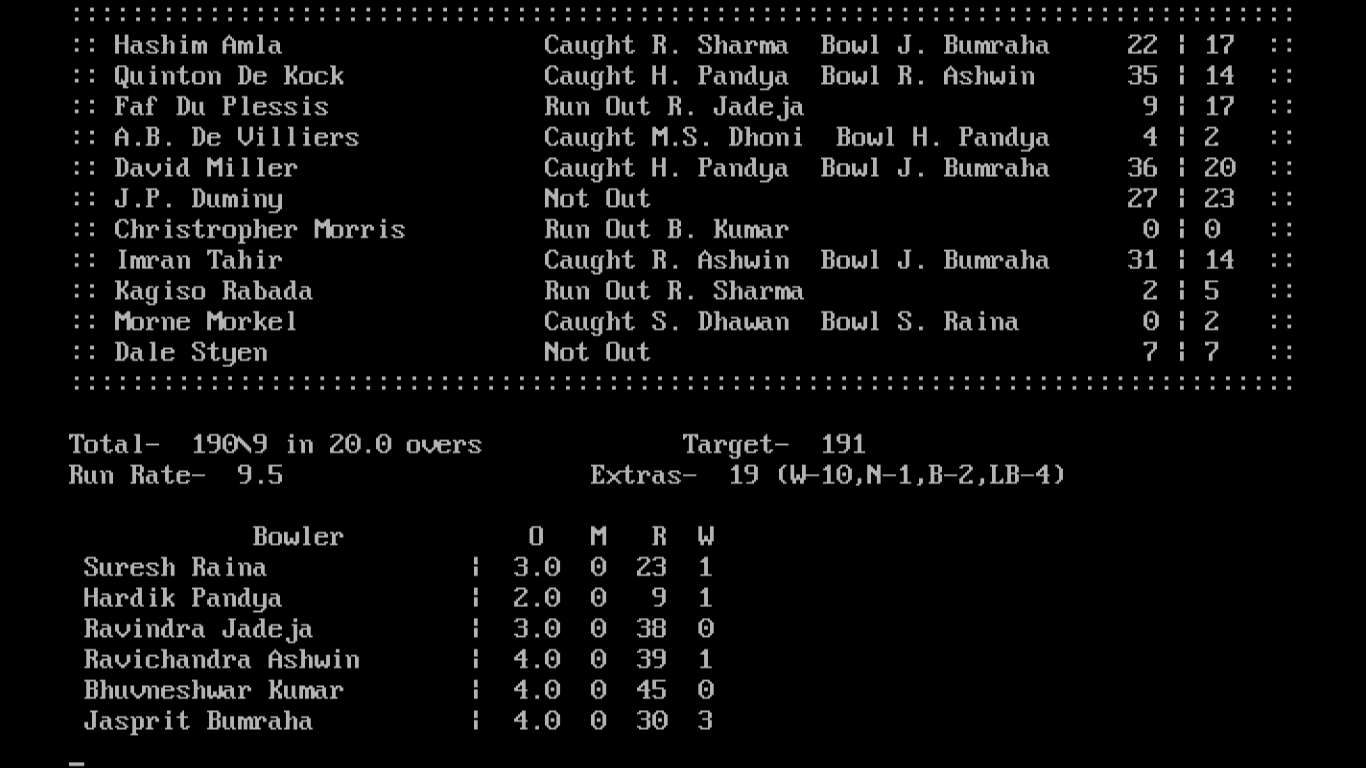 ::::::::::::::::::::::::::::::::::::::::::::::::::::::::::::::::::::::::::::::::
:: Hashim Amla Caught R. Sharma Bowl J. Bumraha 22 ¦ 17 ::
:: Quinton De Kock Caught H. Pandya Bowl R. Ashwin 35 ¦ 14 ::
:: Faf Du Plessis Run Out R. Jadeja 9 ¦ 17 ::
:: A.B. De Villiers Caught M.S. Dhoni Bowl H. Pandya 4 ¦ 2 ::
:: David Miller Caught H. Pandya Bowl J. Bumraha 36 ¦ 20 ::
:: J.P. Duminy Not Out 27 ¦ 23 ::
:: Christropher Morris Run Out B. Kumar 0 ¦ 0 ::
:: Imran Tahir Caught R. Ashwin Bowl J. Bumraha 31 ¦ 14 ::
:: Kagiso Rabada Run Out R. Sharma 2 ¦ 5 ::
:: Morne Morkel Caught S. Dhawan Bowl S. Raina 0 ¦ 2 ::
:: Dale Styen Not Out 7 ¦ 7 ::
::::::::::::::::::::::::::::::::::::::::::::::::::::::::::::::::::::::::::::::::
Total- 190\9 in 20.0 overs Target- 191
Run Rate- 9.5 Extras- 19 (W-10,N-1,B-2,LB-4)
Bowler O M R W
Suresh Raina ¦ 3.0 0 23 1
Hardik Pandya ¦ 2.0 0 9 1
Ravindra Jadeja ¦ 3.0 0 38 0
Ravichandra Ashwin ¦ 4.0 0 39 1
Bhuvneshwar Kumar ¦ 4.0 0 45 0
Jasprit Bumraha ¦ 4.0 0 30 3
_